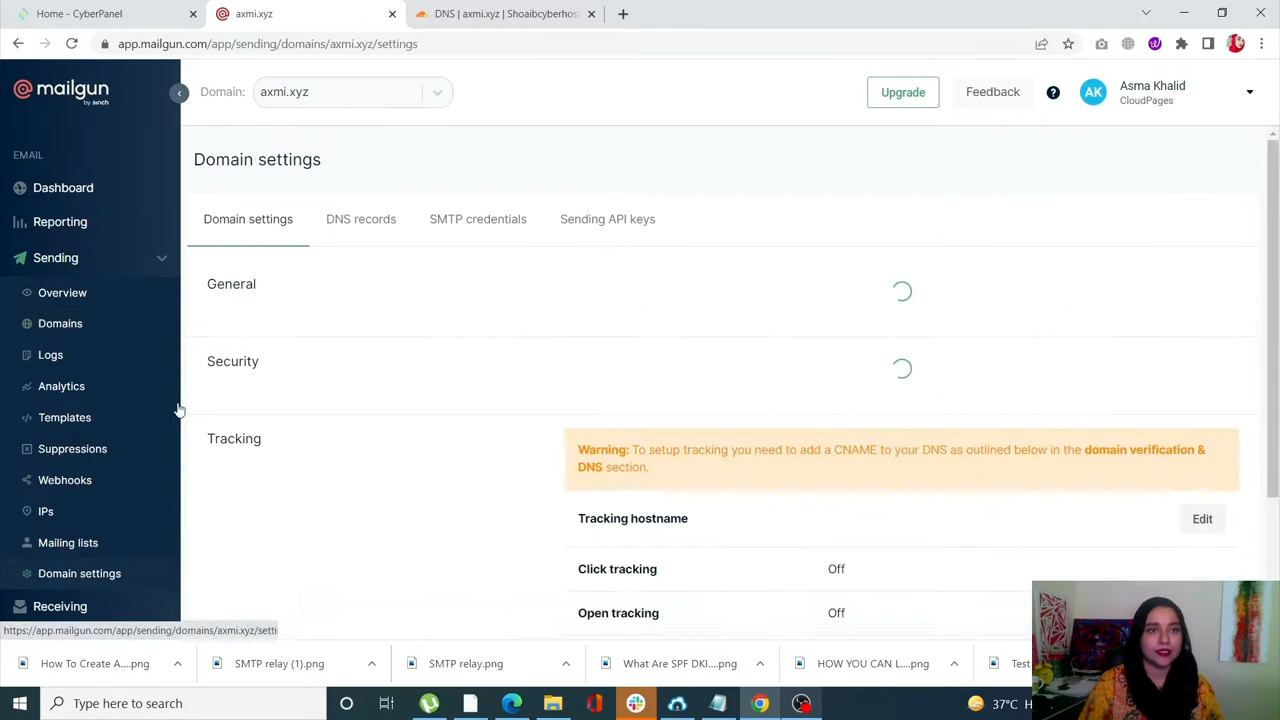 Home - CyberPanel
axmi.xyz
DNS | axmi.xyz | Shoaibcyberhost
app.mailgun.com/app/sending/domains/axmi.xyz/settings
mailgun
by sinch
Domain:
axmi.xyz
Upgrade
Feedback
AK
Asma Khalid
CloudPages
EMAIL
Dashboard
Reporting
Sending
Overview
Domains
Logs
Analytics
Templates
Suppressions
Webhooks
IPs
Mailing lists
Domain settings
Receiving
Domain settings
Domain settings
DNS records
SMTP credentials
Sending API keys
General
Security
Tracking
Warning: To setup tracking you need to add a CNAME to your DNS as outlined below in the domain verification &
DNS section.
Tracking hostname
Edit
Click tracking
Off
Open tracking
Off
https://app.mailgun.com/app/sending/domains/axmi.xyz/setti
How To Create A....png
SMTP relay (1).png
SMTP relay.png
What Are SPF DKI....png
HOW YOU CAN L....png
Test
Type here to search
37°C H